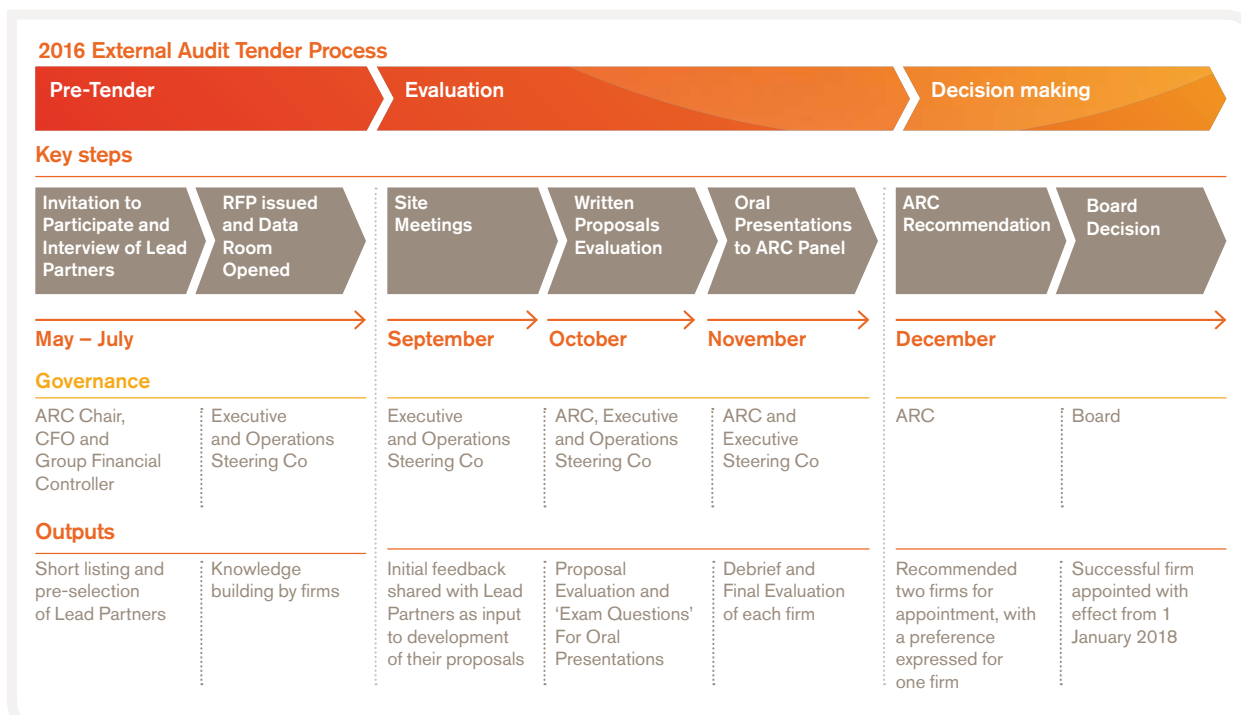 2016 External Audit Tender Process
Pre-Tender
Evaluation
Decision making
Key steps
Invitation to
Participate and
Interview of Lead
Partners
RFP issued
and Data
Room
Opened
Site
Meetings
Written
Proposals
Evaluation
Oral
Presentations
to ARC Panel
ARC
Recommendation
Board
Decision
May – July
September
October
November
December
Governance
ARC Chair,
CFO and
Group Financial
Controller
Executive
and Operations
Steering Co
Executive
and Operations
Steering Co
ARC, Executive
and Operations
Steering Co
ARC and
Executive
Steering Co
ARC
Board
Outputs
Short listing and
pre-selection
of Lead Partners
Knowledge
building by firms
Initial feedback
shared with Lead
Partners as input
to development
of their proposals
Proposal
Evaluation and
‘Exam Questions’
For Oral
Presentations
Debrief and
Final Evaluation
of each firm
Recommended
two firms for
appointment, with
a preference
expressed for
one firm
Successful firm
appointed with
effect from 1
January 2018